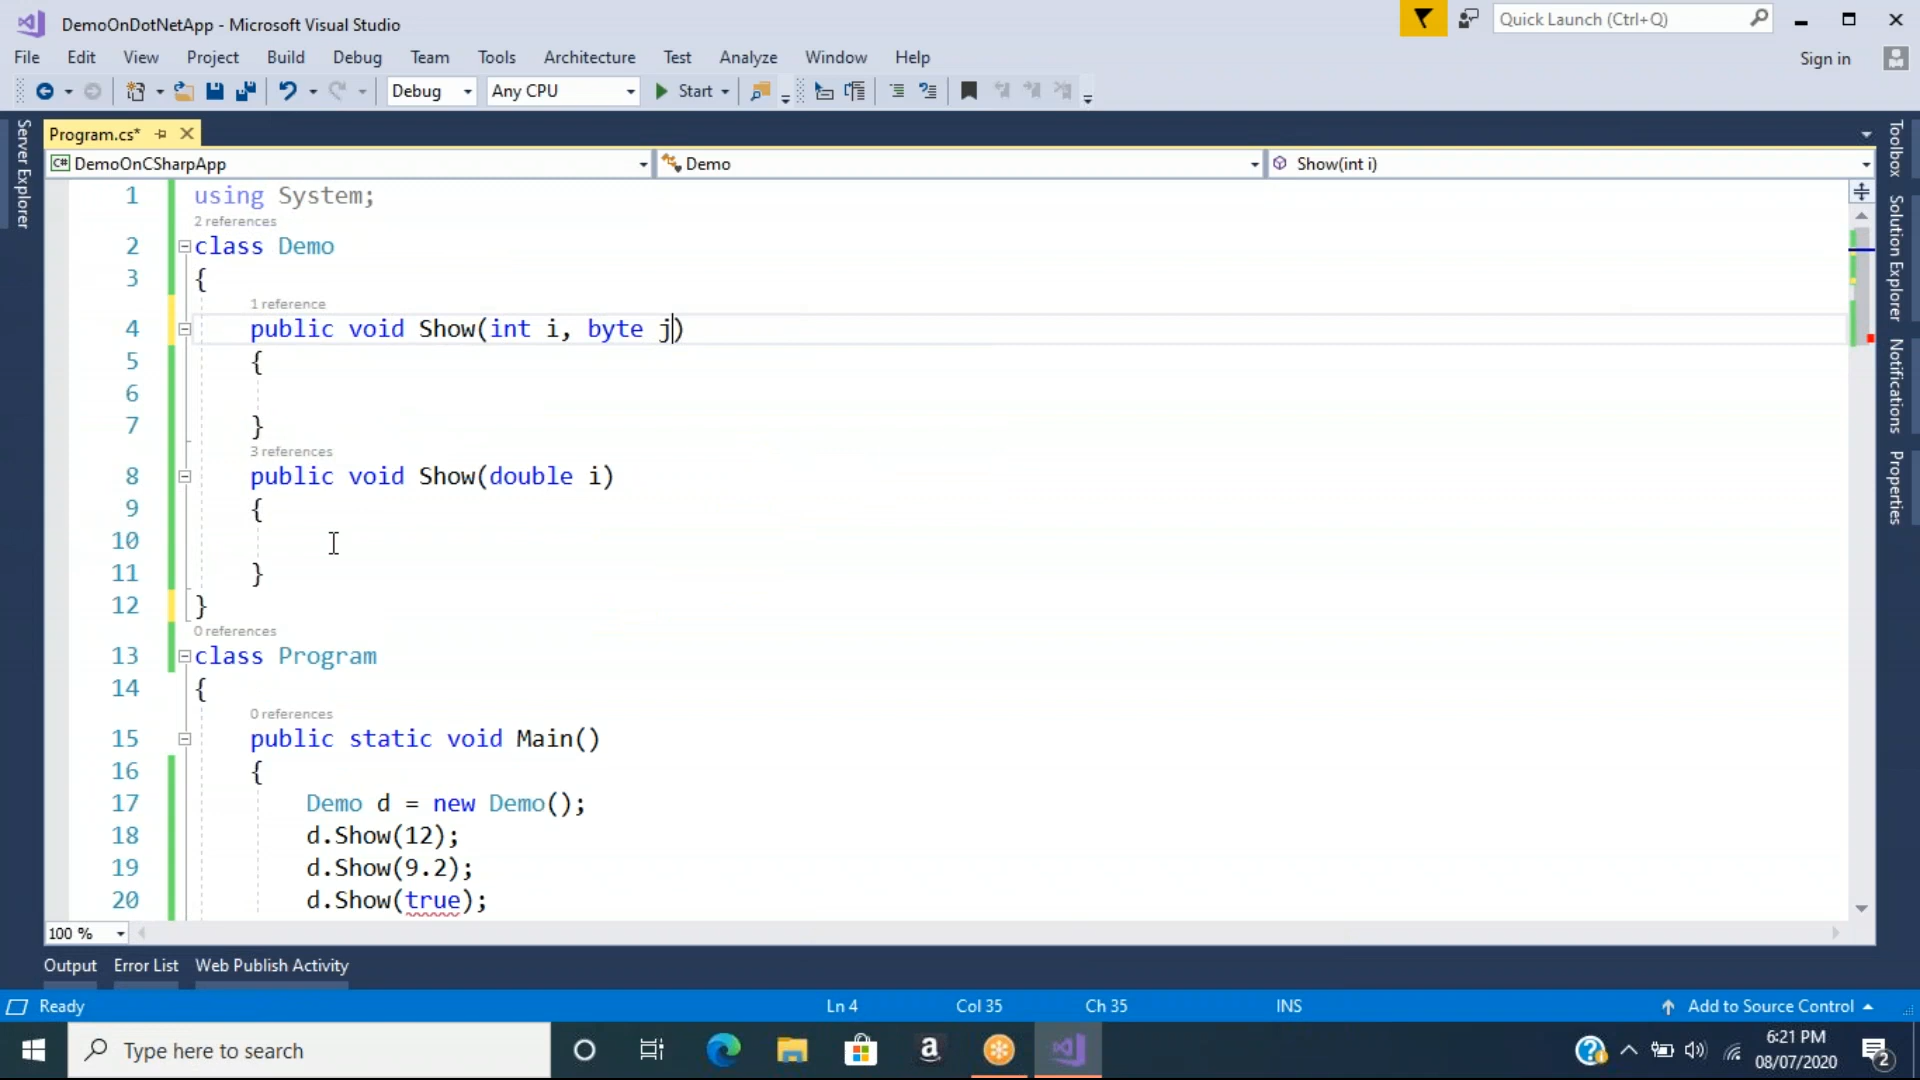 DemoOnDotNetApp - Microsoft Visual Studio
Quick Launch (Ctrl+Q)
File Edit View Project Build Debug Team Tools Architecture Test Analyze Window Help
Sign in
Debug Any CPU Start
Program.cs*
DemoOnCSharpApp Demo Show(int i)
Server Explorer
Toolbox
Solution Explorer
Notifications
Properties
1 using System;
2 references
2 class Demo
3 {
1 reference
4 public void Show(int i, byte j)
5 {
6
7 }
3 references
8 public void Show(double i)
9 {
10
11 }
12 }
0 references
13 class Program
14 {
0 references
15 public static void Main()
16 {
17 Demo d = new Demo();
18 d.Show(12);
19 d.Show(9.2);
20 d.Show(true);
100 %
Output Error List Web Publish Activity
Ready Ln 4 Col 35 Ch 35 INS Add to Source Control
Type here to search
6:21 PM
08/07/2020
2